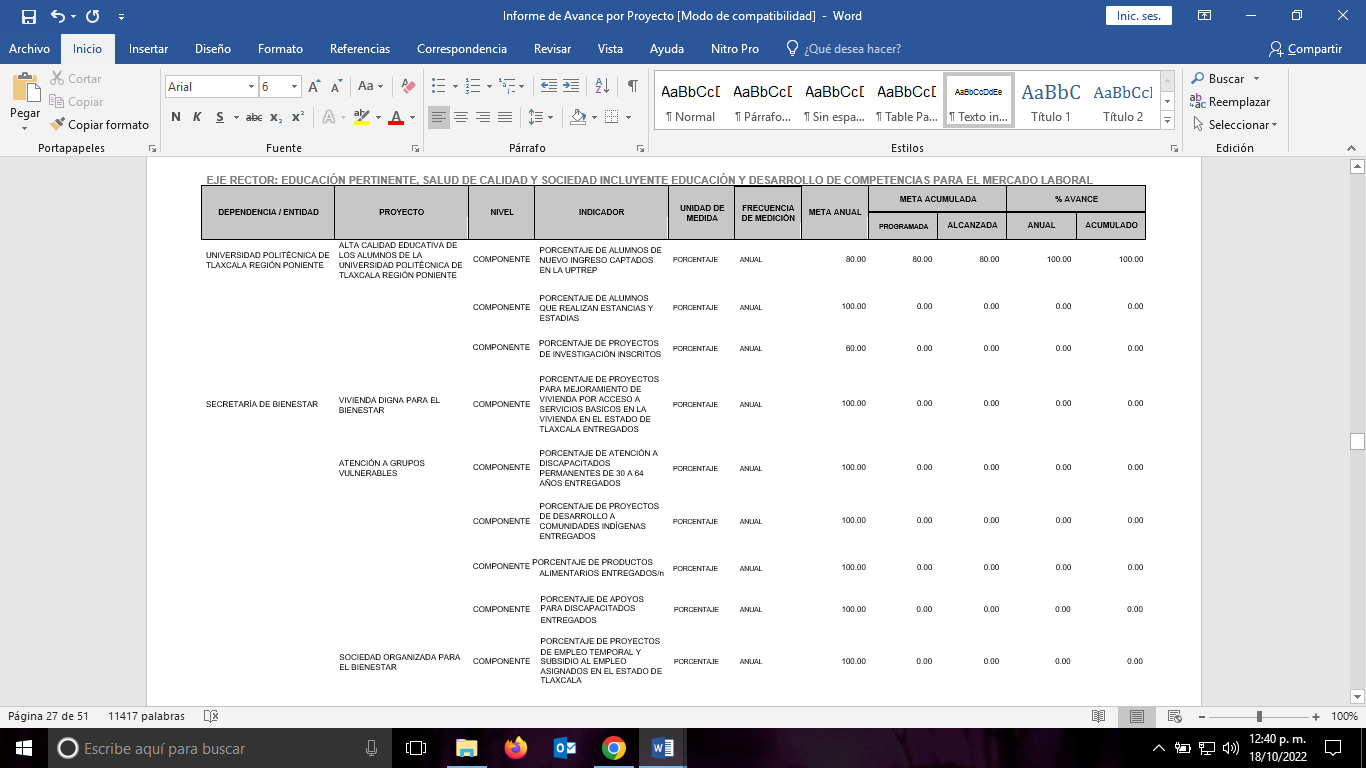 Informe de Avance por Proyecto [Modo de compatibilidad] - Word
Inic. ses.
Archivo Inicio Insertar Diseño Formato Referencias Correspondencia Revisar Vista Ayuda Nitro Pro ¿Qué desea hacer? Compartir
Pegar
Cortar
Copiar
Copiar formato
Portapapeles
Arial 6
N K S abc x₂ x²
Fuente
Párrafo
AaBbCcI AaBbCcI AaBbCcI AaBbCcI AaBbCcDdEe AaBbC AaBbCcI
¶ Normal ¶ Párrafo... ¶ Sin espa... ¶ Table Pa... ¶ Texto in... Título 1 Título 2
Estilos
Buscar
Reemplazar
Seleccionar
Edición
EJE RECTOR: EDUCACIÓN PERTINENTE, SALUD DE CALIDAD Y SOCIEDAD INCLUYENTE EDUCACIÓN Y DESARROLLO DE COMPETENCIAS PARA EL MERCADO LABORAL
DEPENDENCIA / ENTIDAD PROYECTO NIVEL INDICADOR UNIDAD DE MEDIDA FRECUENCIA DE MEDICIÓN META ANUAL META ACUMULADA % AVANCE
PROGRAMADA ALCANZADA ANUAL ACUMULADO
UNIVERSIDAD POLITÉCNICA DE TLAXCALA REGIÓN PONIENTE ALTA CALIDAD EDUCATIVA DE LOS ALUMNOS DE LA UNIVERSIDAD POLITÉCNICA DE TLAXCALA REGIÓN PONIENTE COMPONENTE PORCENTAJE DE ALUMNOS DE NUEVO INGRESO CAPTADOS EN LA UPTREP PORCENTAJE ANUAL 80.00 80.00 80.00 100.00 100.00
COMPONENTE PORCENTAJE DE ALUMNOS QUE REALIZAN ESTANCIAS Y ESTADIAS PORCENTAJE ANUAL 100.00 0.00 0.00 0.00 0.00
COMPONENTE PORCENTAJE DE PROYECTOS DE INVESTIGACIÓN INSCRITOS PORCENTAJE ANUAL 60.00 0.00 0.00 0.00 0.00
SECRETARÍA DE BIENESTAR VIVIENDA DIGNA PARA EL BIENESTAR COMPONENTE PORCENTAJE DE PROYECTOS PARA MEJORAMIENTO DE VIVIENDA POR ACCESO A SERVICIOS BASICOS EN LA VIVIENDA EN EL ESTADO DE TLAXCALA ENTREGADOS PORCENTAJE ANUAL 100.00 0.00 0.00 0.00 0.00
ATENCIÓN A GRUPOS VULNERABLES COMPONENTE PORCENTAJE DE ATENCIÓN A DISCAPACITADOS PERMANENTES DE 30 A 64 AÑOS ENTREGADOS PORCENTAJE ANUAL 100.00 0.00 0.00 0.00 0.00
COMPONENTE PORCENTAJE DE PROYECTOS DE DESARROLLO A COMUNIDADES INDÍGENAS ENTREGADOS PORCENTAJE ANUAL 100.00 0.00 0.00 0.00 0.00
COMPONENTE PORCENTAJE DE PRODUCTOS ALIMENTARIOS ENTREGADOS/n PORCENTAJE ANUAL 100.00 0.00 0.00 0.00 0.00
COMPONENTE PORCENTAJE DE APOYOS PARA DISCAPACITADOS ENTREGADOS PORCENTAJE ANUAL 100.00 0.00 0.00 0.00 0.00
SOCIEDAD ORGANIZADA PARA EL BIENESTAR COMPONENTE PORCENTAJE DE PROYECTOS DE EMPLEO TEMPORAL Y SUBSIDIO AL EMPLEO ASIGNADOS EN EL ESTADO DE TLAXCALA PORCENTAJE ANUAL 100.00 0.00 0.00 0.00 0.00
Página 27 de 51 11417 palabras 100%
Escribe aquí para buscar
12:40 p. m.
18/10/2022